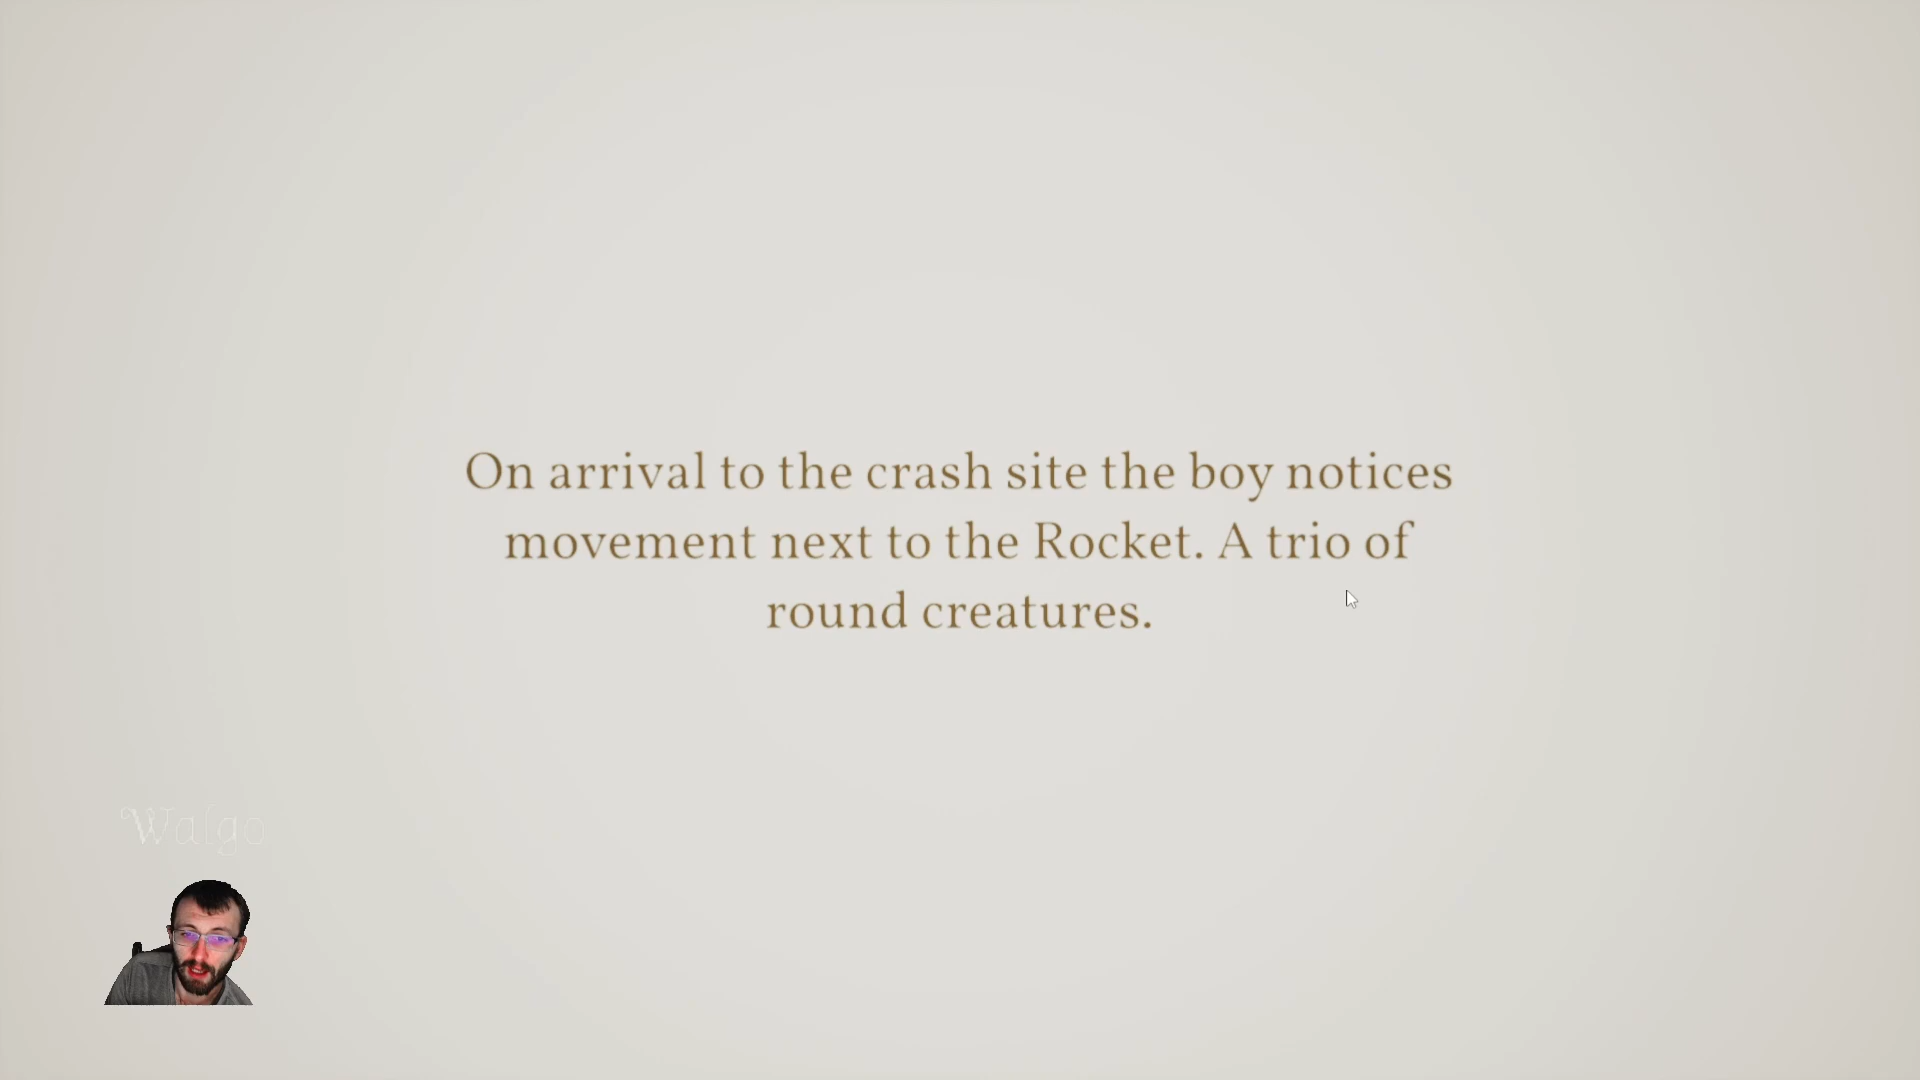 On arrival to the crash site the boy notices
movement next to the Rocket. A trio of
round creatures.
Walgo